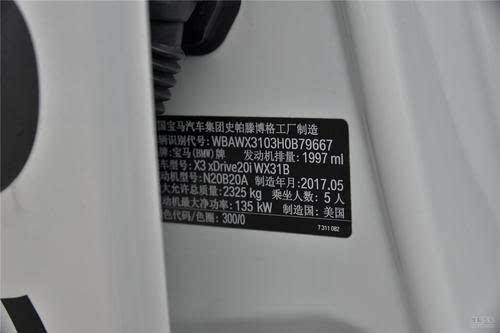 国宝马汽车集团史帕滕博格工厂制造
辆识别代号: WBAWX3103H0B79667
牌:宝马(BMW)牌 发动机排量: 1997 ml
车型号: X3 xDrive20i WX31B
动机型号: N20B20A 制造年月: 2017.05
大允许总质量: 2325 kg 乘坐人数: 5 人
动机最大净功率: 135 kW 制造国: 美国
色代码/色圈: 300/0
7 311 082